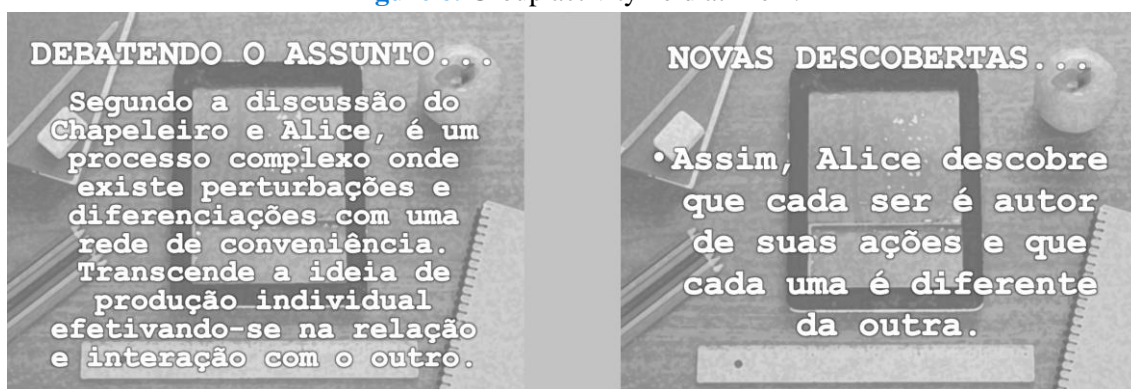 DEBATENDO O ASSUNTO...
Segundo a discussão do
Chapeleiro e Alice, é um
processo complexo onde
existe perturbações e
diferenciações com uma
rede de conveniência.
Transcende a ideia de
produção individual
efetivando-se na relação
e interação com o outro.
NOVAS DESCOBERTAS...
•Assim, Alice descobre
que cada ser é autor
de suas ações e que
cada uma é diferente
da outra.